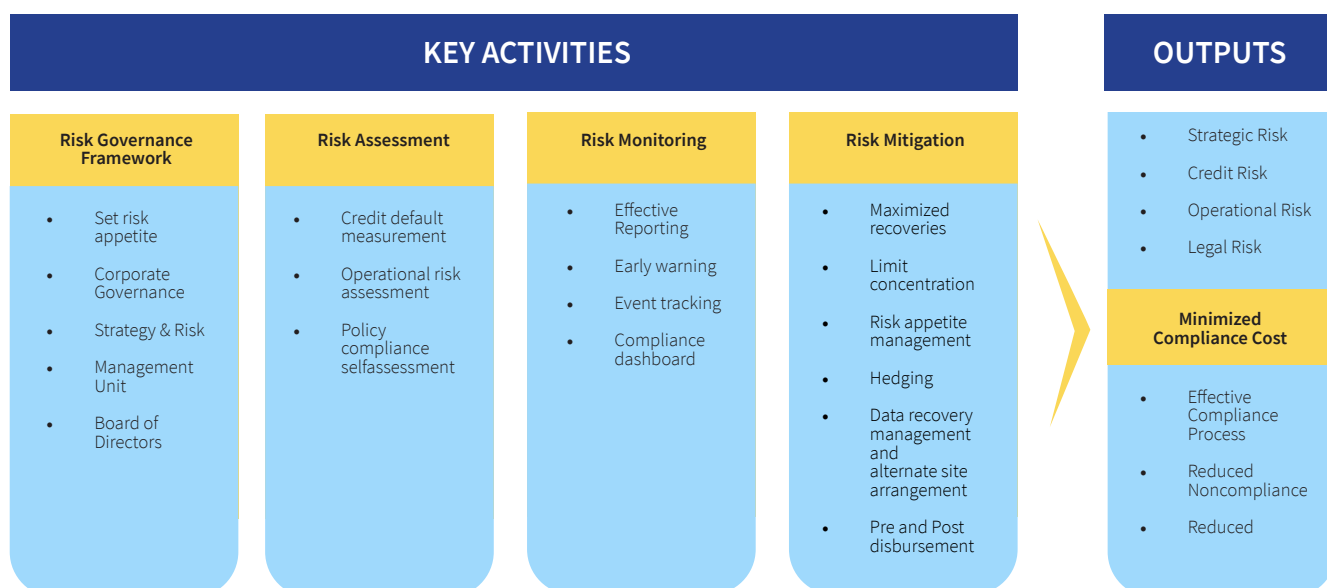 KEY ACTIVITIES
OUTPUTS
Risk Governance
Framework
• Set risk
appetite
• Corporate
Governance
• Strategy & Risk
• Management
Unit
• Board of
Directors
Risk Assessment
• Credit default
measurement
• Operational risk
assessment
• Policy
compliance
selfassessment
Risk Monitoring
• Effective
Reporting
• Early warning
• Event tracking
• Compliance
dashboard
Risk Mitigation
• Maximized
recoveries
• Limit
concentration
• Risk appetite
management
• Hedging
• Data recovery
management
and
alternate site
arrangement
• Pre and Post
disbursement
• Strategic Risk
• Credit Risk
• Operational Risk
• Legal Risk
Minimized
Compliance Cost
• Effective
Compliance
Process
• Reduced
Noncompliance
• Reduced